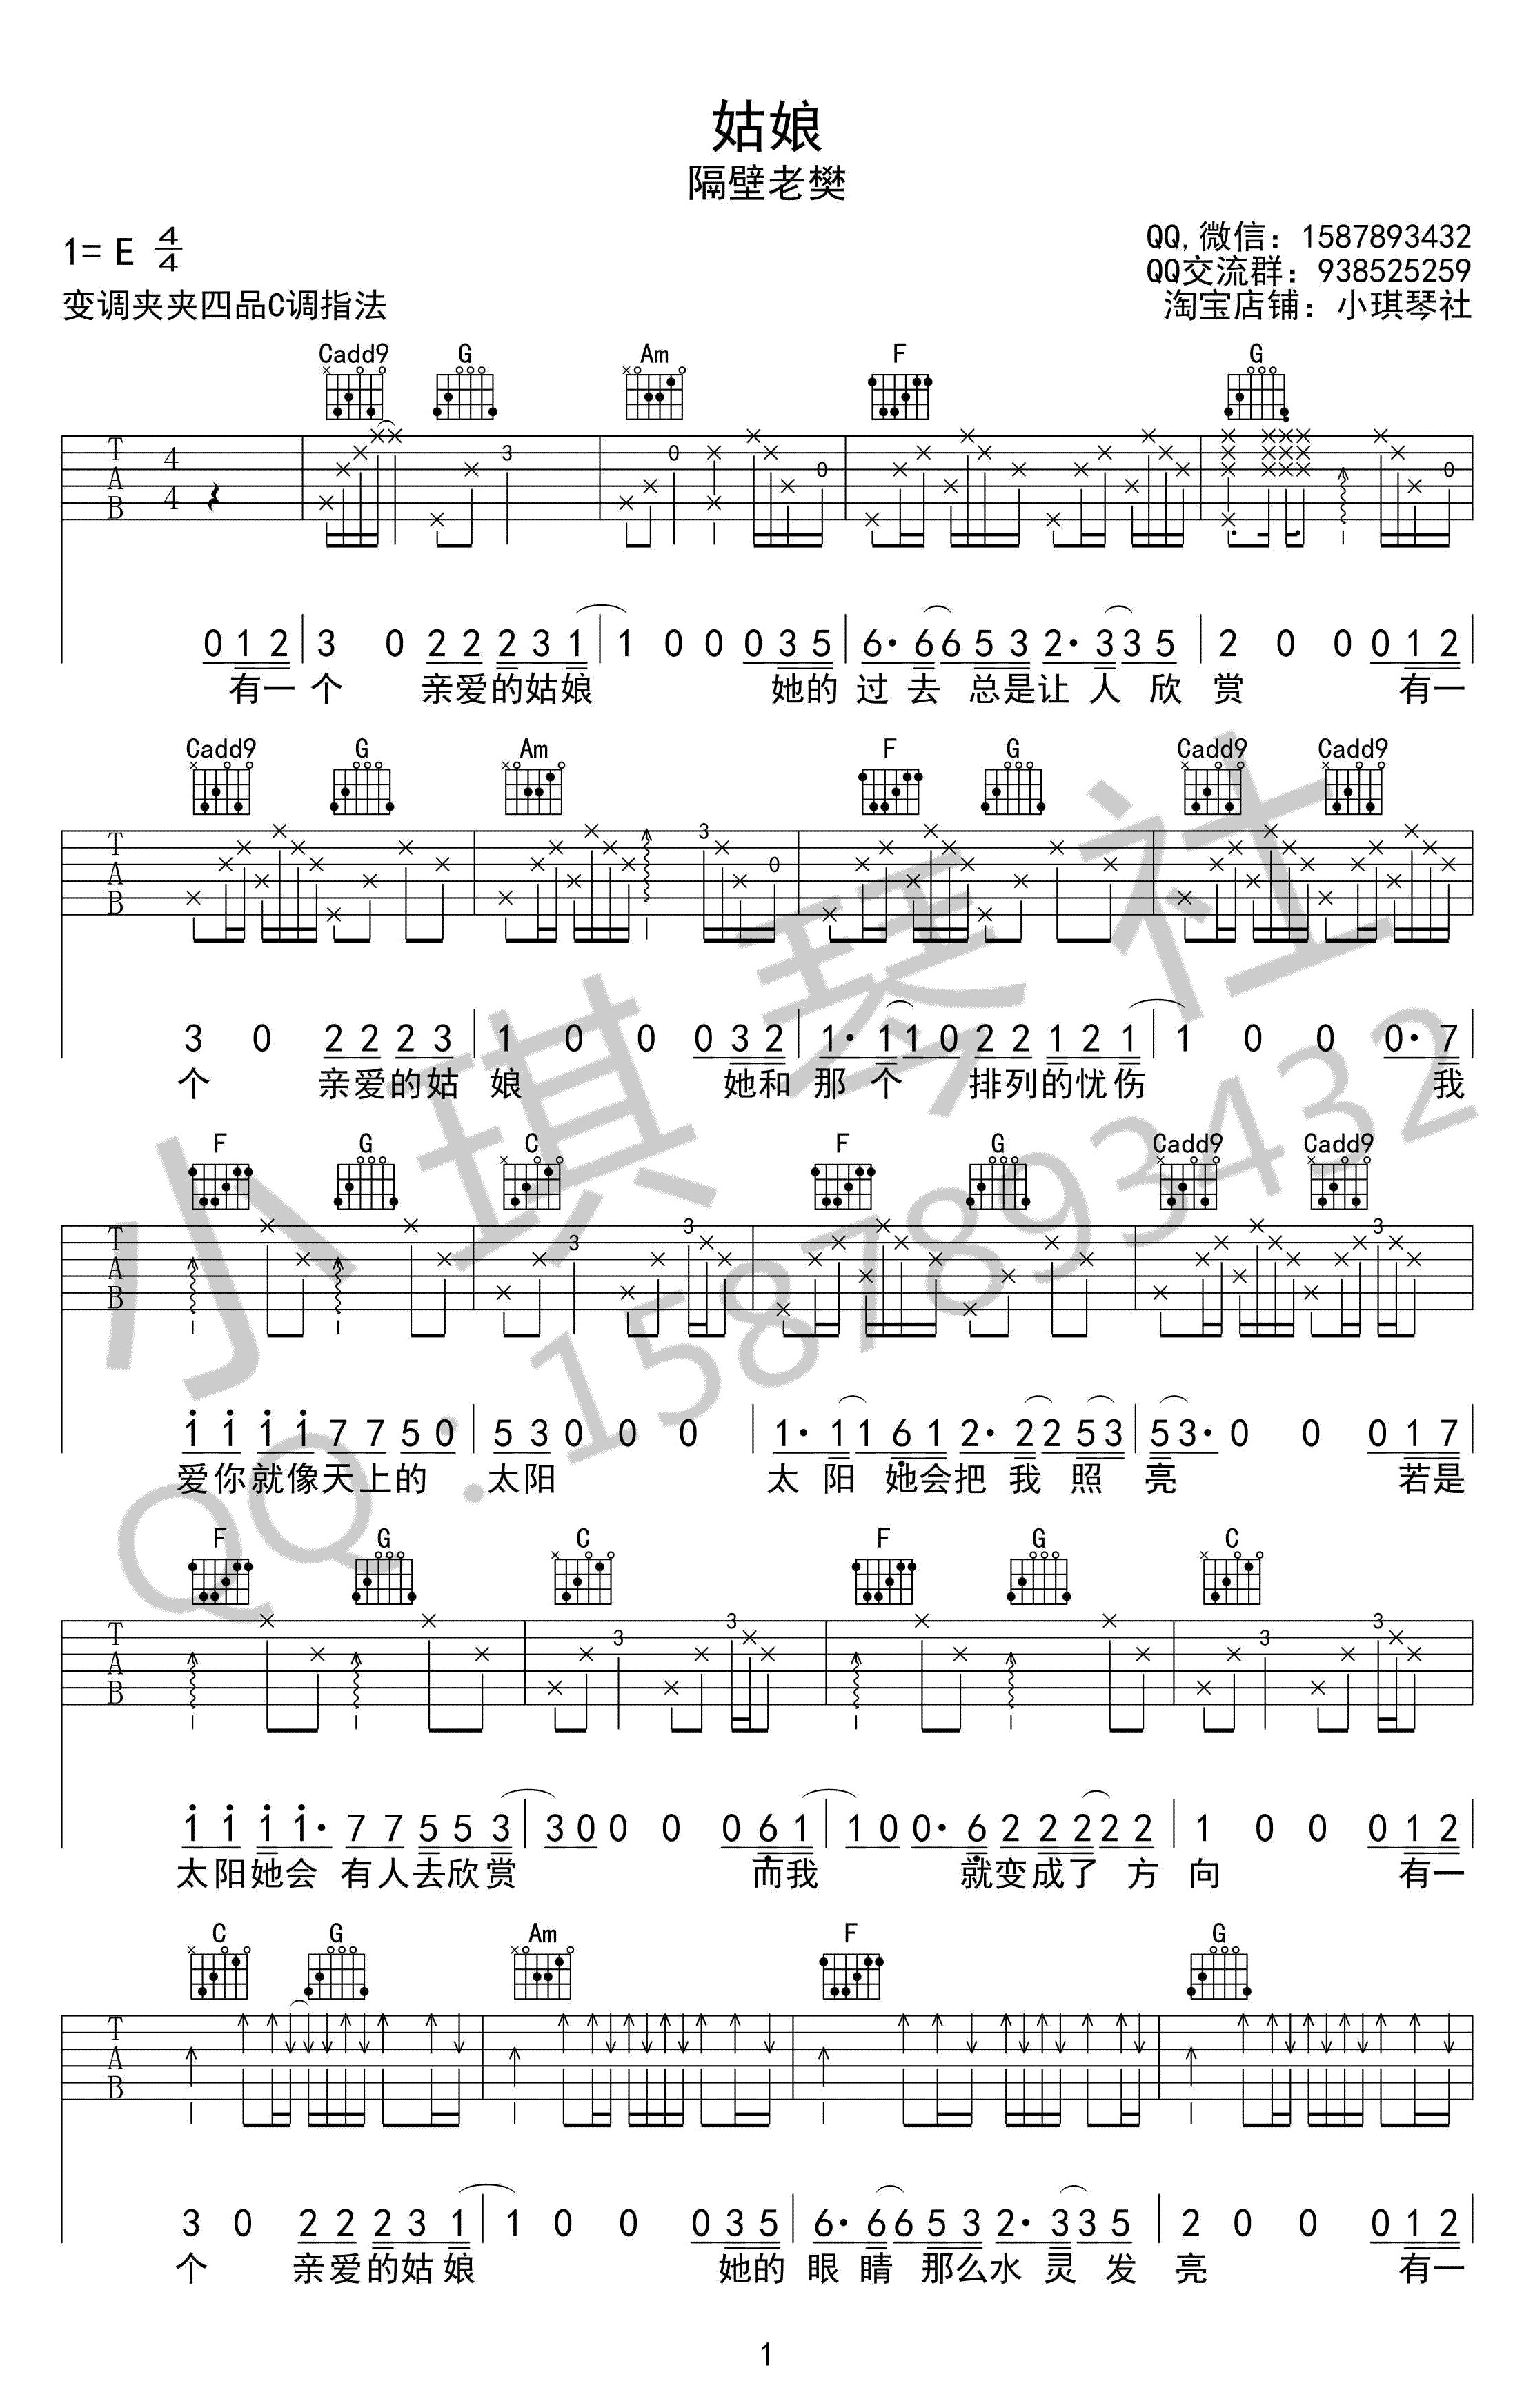 姑娘
隔壁老樊
1= E 4/4
QQ,微信: 1587893432
QQ交流群: 938525259
变调夹夹四品C调指法
淘宝店铺: 小琪琴社
Cadd9 G Am F G
T A B 4/4 3 0 0 0
0 1 2 3 0 2 2 2 3 1 1 0 0 0 3 5 6· 6 6 5 3 2· 3 3 5 2 0 0 0 1 2
有一 个 亲爱的姑娘 她的 过 去 总是让 人 欣 赏 有一
Cadd9 G Am F G Cadd9 Cadd9
T A B 3 0
3 0 2 2 2 3 1 0 0 0 3 2 1· 1 1 0 2 2 1 2 1 1 0 0 0· 7
个 亲爱的姑 娘 她和 那 个 排列的忧伤 我
F G C F G Cadd9 Cadd9
T A B 3 3 3
1 1 1 1 7 7 5 0 5 3 0 0 0 1· 1 1 6 1 2· 2 2 5 3 5 3· 0 0 0 1 7
爱你就像天上的 太阳 太 阳 她会把 我 照 亮 若是
F G C F G C
T A B 3 3 3 3
1 1 1 1· 7 7 5 5 3 3 0 0 0 0 6 1 1 0 0· 6 2 2 2 2 2 1 0 0 0 1 2
太阳她会 有人去欣赏 而我 就变成了 方 向 有一
C G Am F G
T A B
3 0 2 2 2 3 1 1 0 0 0 3 5 6· 6 6 5 3 2· 3 3 5 2 0 0 0 1 2
个 亲爱的姑娘 她的 眼 睛 那么水 灵 发 亮 有一
小琪琴社
QQ:1587893432
1